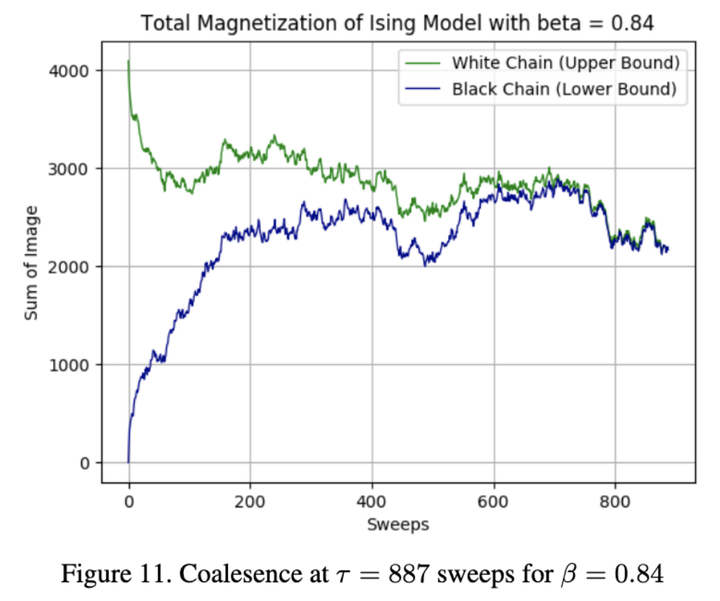 Total Magnetization of Ising Model with beta = 0.84
White Chain (Upper Bound)
Black Chain (Lower Bound)
4000
3000
2000
1000
0
Sum of Image
0 200 400 600 800
Sweeps
Figure 11. Coalesence at τ = 887 sweeps for β = 0.84